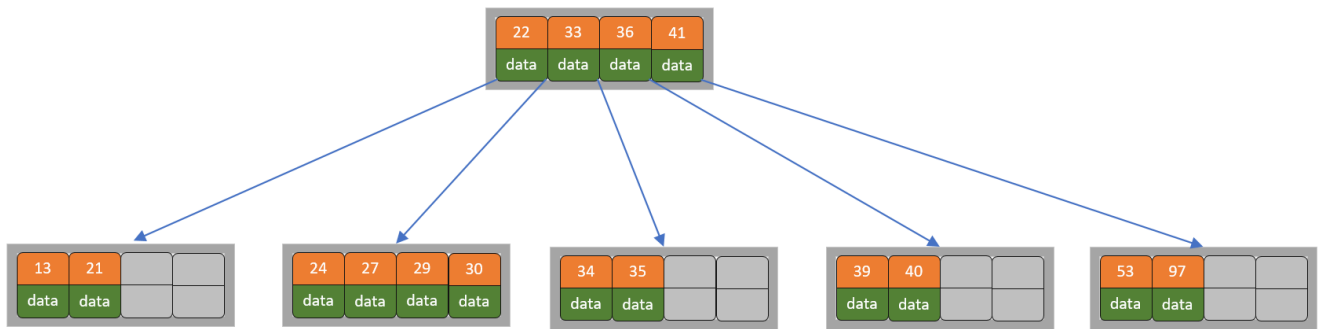 22 33 36 41
data data data data
13 21
data data
24 27 29 30
data data data data
34 35
data data
39 40
data data
53 97
data data